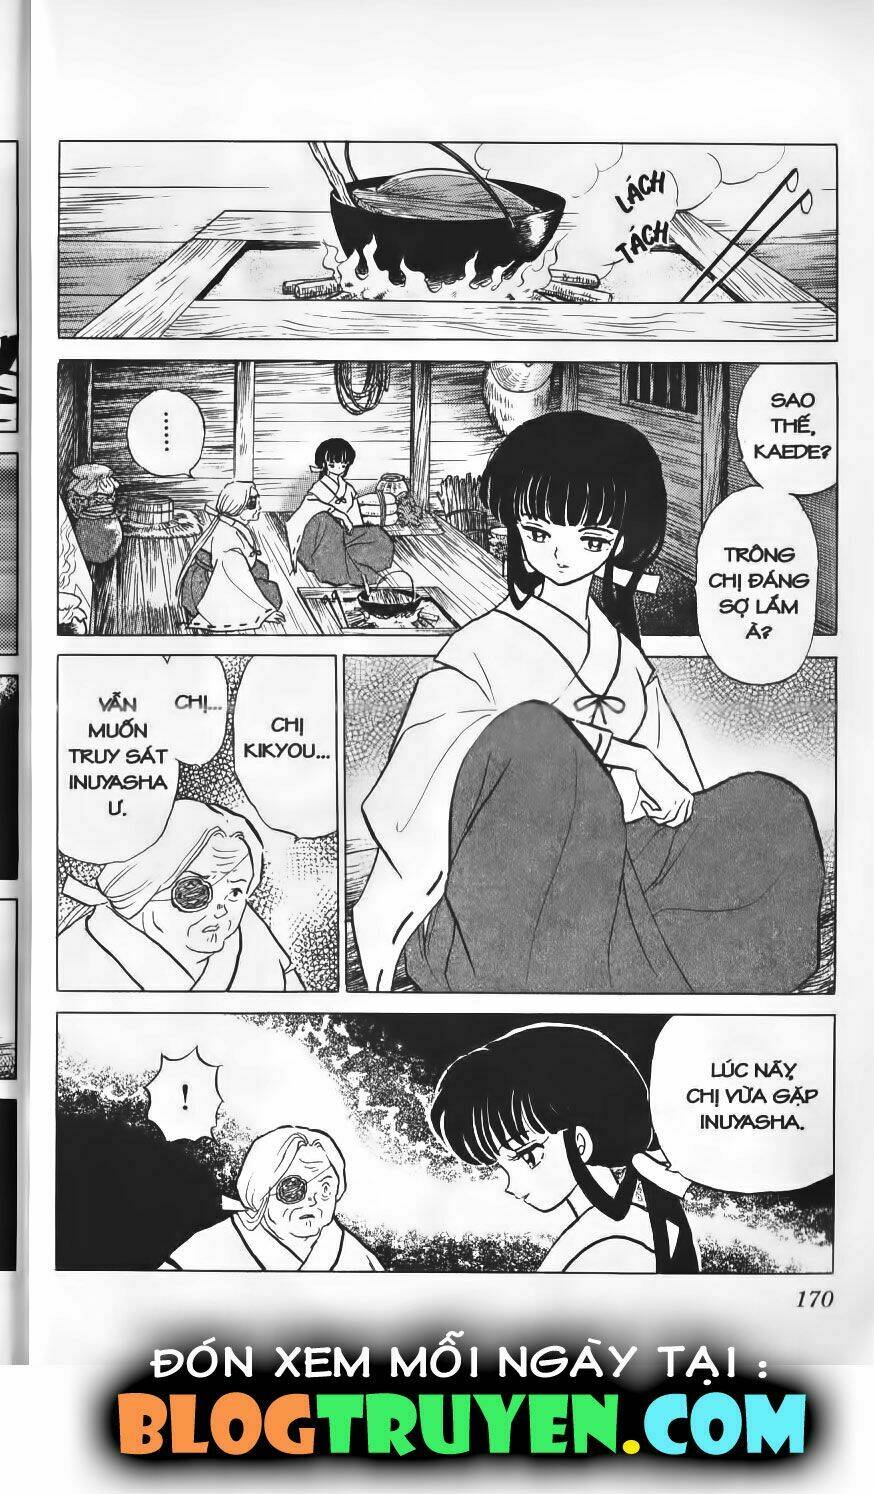 LÁCH
TÁCH
SAO
THẾ,
KAEDE?
......
TRÔNG
CHỊ ĐÁNG
SỢ LẮM
À?
CHỊ
KIKYOU...
CHỊ...
VẪN
MUỐN
TRUY SÁT
INUYASHA
Ư.
LÚC NÃY,
CHỊ VỪA GẶP
INUYASHA.
!
170
ĐÓN XEM MỖI NGÀY TẠI :
BLOGTRUYEN.COM